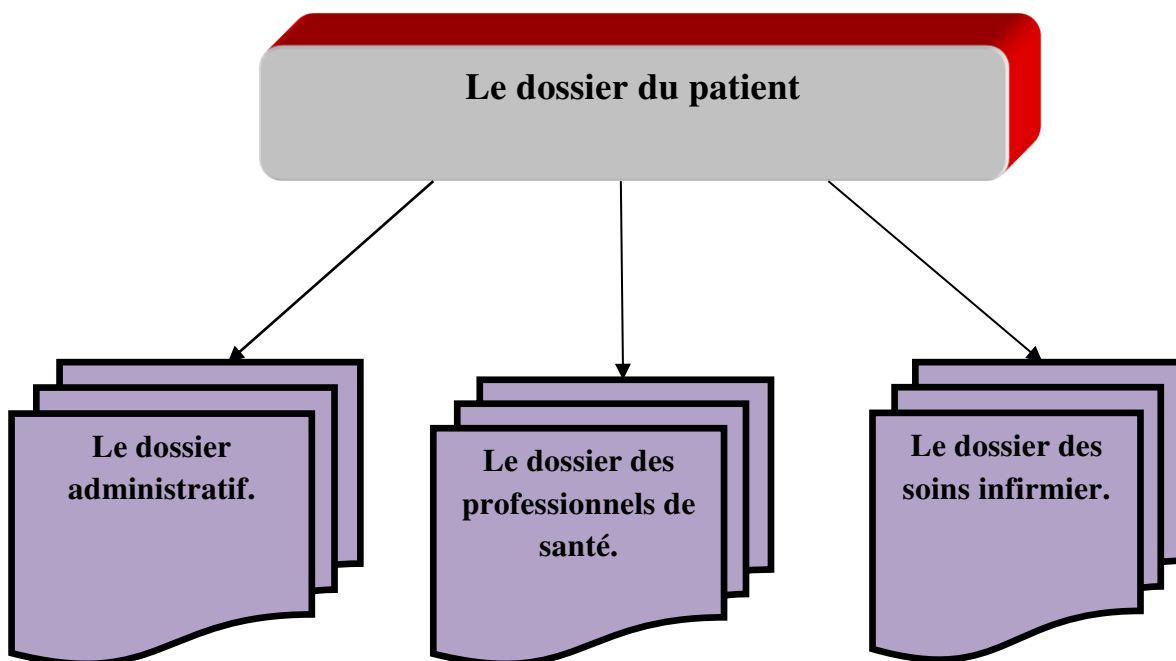 Le dossier du patient
Le dossier
administratif.
Le dossier des
professionnels de
santé.
Le dossier des
soins infirmier.